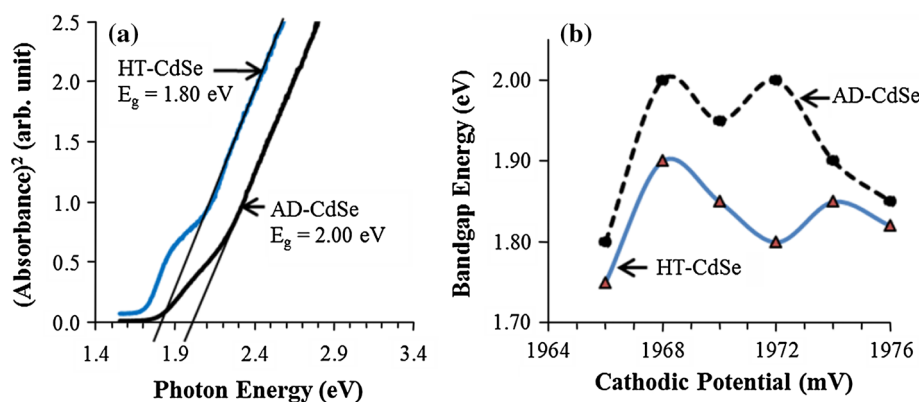 (a)
HT-CdSe
E_g = 1.80 eV
AD-CdSe
E_g = 2.00 eV
(Absorbance)² (arb. unit)
2.5
2.0
1.5
1.0
0.5
0.0
1.4 1.9 2.4 2.9 3.4
Photon Energy (eV)
(b)
AD-CdSe
HT-CdSe
Bandgap Energy (eV)
2.00
1.90
1.80
1.70
1964 1968 1972 1976
Cathodic Potential (mV)